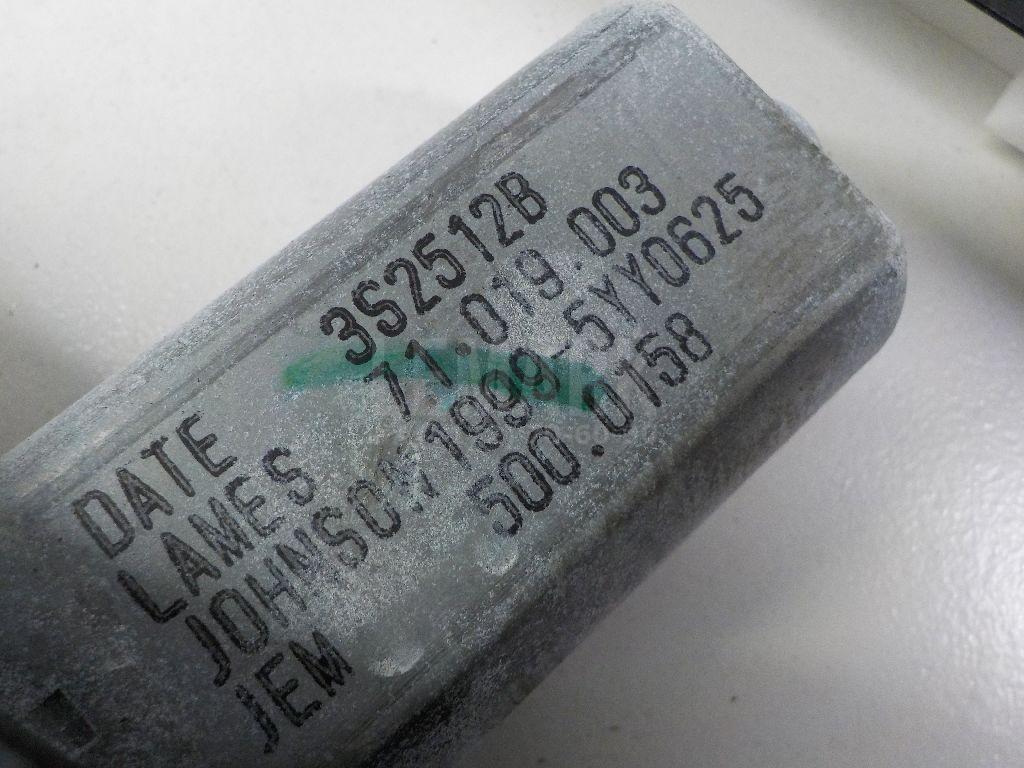 DATE 3S2512B
LAMES 71.019.003
JOHNSON 1999-5YY0625
JEM 500.0158